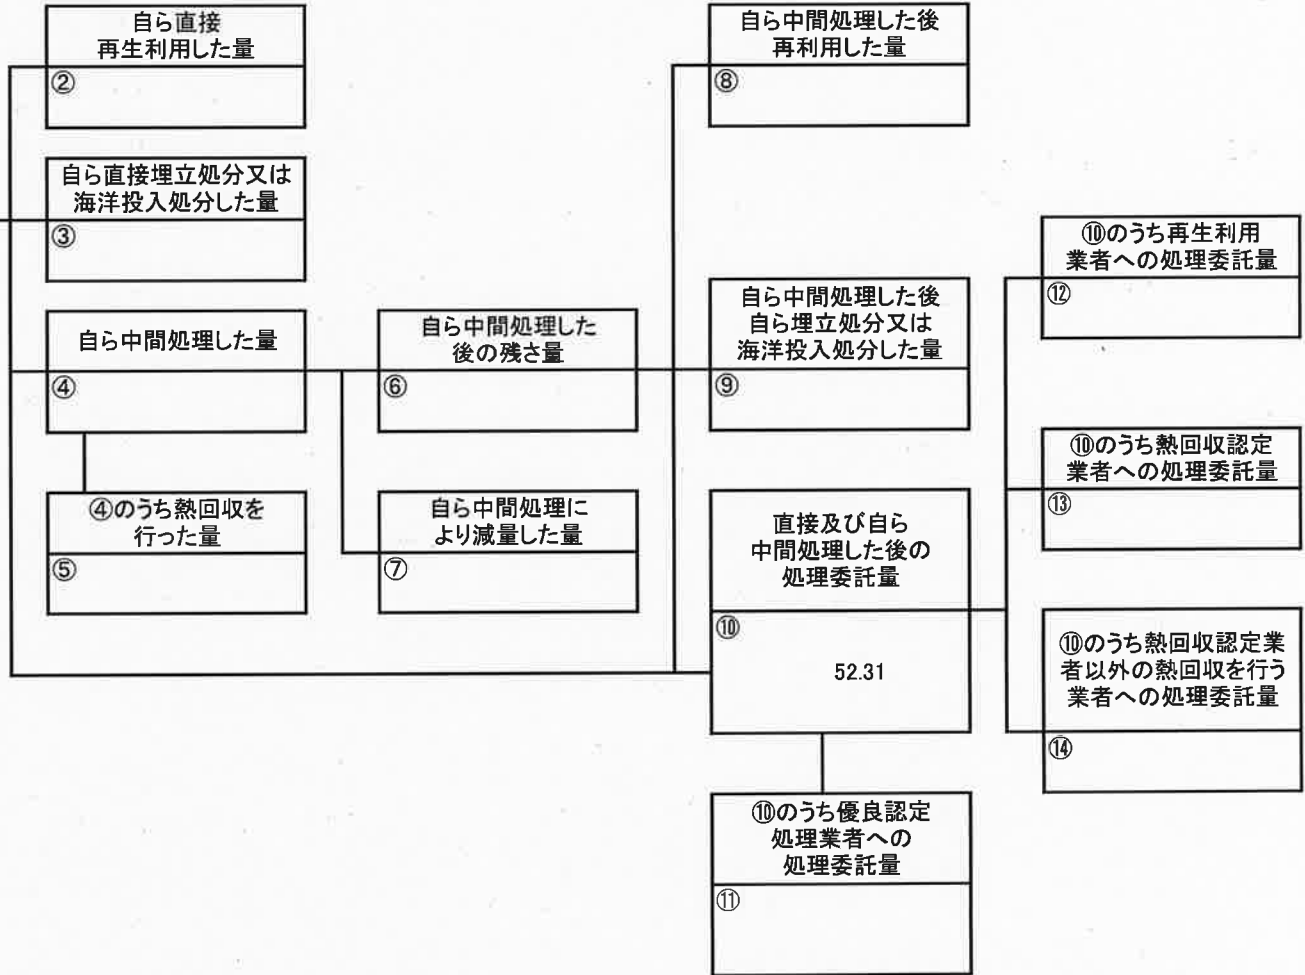 自ら直接
再生利用した量
②
自ら直接埋立処分又は
海洋投入処分した量
③
自ら中間処理した量
④
④のうち熱回収を
行った量
⑤
自ら中間処理した
後の残さ量
⑥
自ら中間処理に
より減量した量
⑦
自ら中間処理した後
再利用した量
⑧
自ら中間処理した後
自ら埋立処分又は
海洋投入処分した量
⑨
直接及び自ら
中間処理した後の
処理委託量
⑩
52.31
⑩のうち優良認定
処理業者への
処理委託量
⑪
⑩のうち再生利用
業者への処理委託量
⑫
⑩のうち熱回収認定
業者への処理委託量
⑬
⑩のうち熱回収認定業
者以外の熱回収を行う
業者への処理委託量
⑭